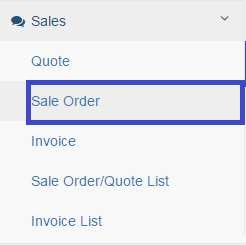 Sales
Quote
Sale Order
Invoice
Sale Order/Quote List
Invoice List